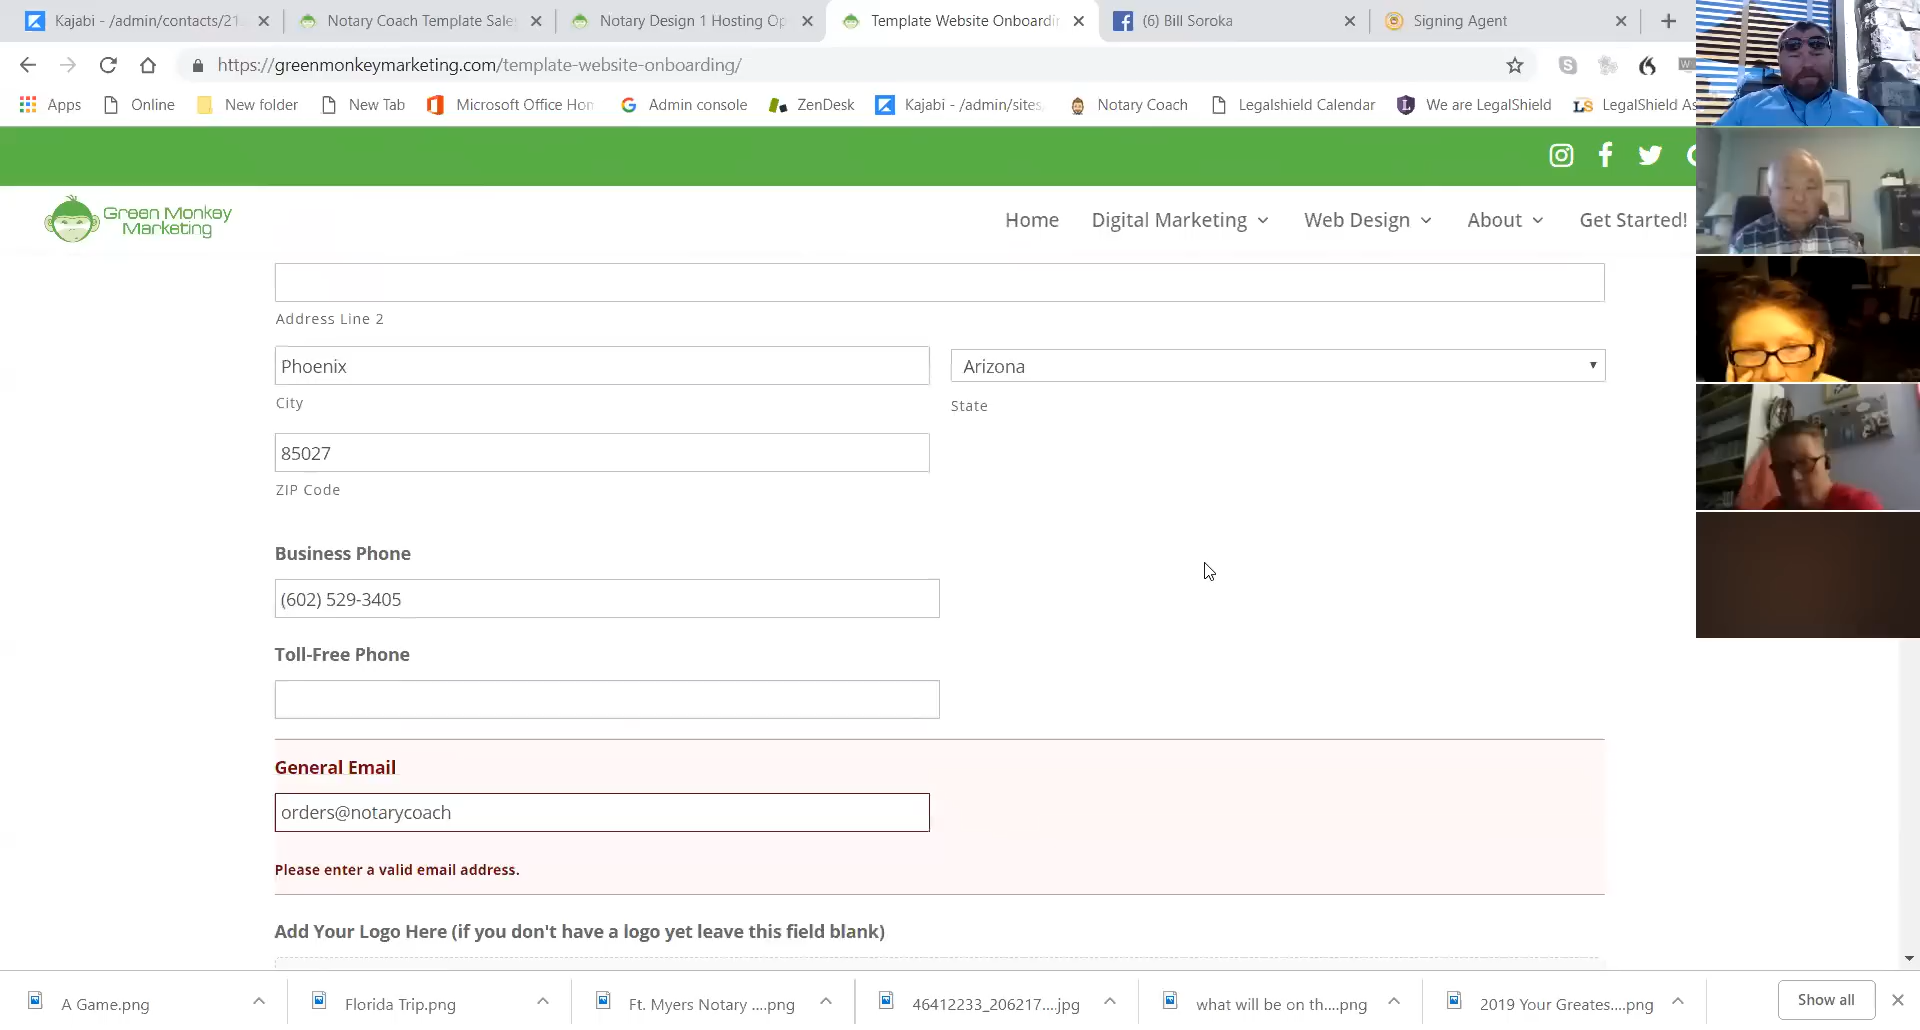 Kajabi - /admin/contacts/21
Notary Coach Template Sale
Notary Design 1 Hosting Op
Template Website Onboardin
(6) Bill Soroka
Signing Agent
https://greenmonkeymarketing.com/template-website-onboarding/
Apps
Online
New folder
New Tab
Microsoft Office Hom
Admin console
ZenDesk
Kajabi - /admin/sites
Notary Coach
Legalshield Calendar
We are LegalShield
LegalShield As
Green Monkey
Marketing
Home
Digital Marketing
Web Design
About
Get Started!
Address Line 2
Phoenix
Arizona
City
State
85027
ZIP Code
Business Phone
(602) 529-3405
Toll-Free Phone
General Email
orders@notarycoach
Please enter a valid email address.
Add Your Logo Here (if you don't have a logo yet leave this field blank)
A Game.png
Florida Trip.png
Ft. Myers Notary ....png
46412233_206217....jpg
what will be on th....png
2019 Your Greates....png
Show all